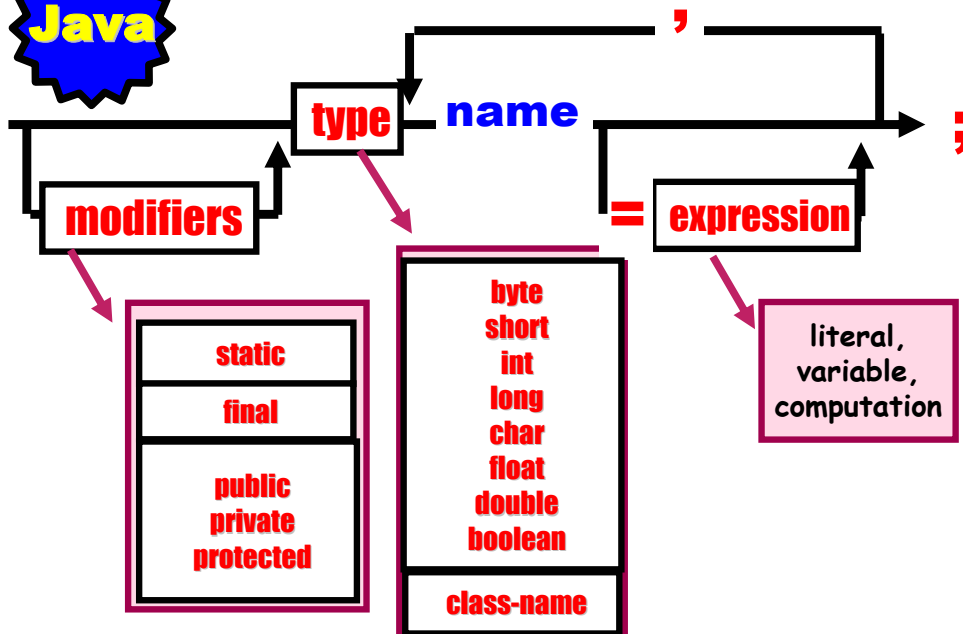 Java
,
type name ;
modifiers = expression
static
final
public
private
protected
byte
short
int
long
char
float
double
boolean
class-name
literal,
variable,
computation